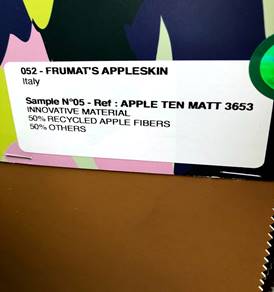 052 - FRUMAT'S APPLESKIN
Italy
Sample N°05 - Ref : APPLE TEN MATT 3653
INNOVATIVE MATERIAL
50% RECYCLED APPLE FIBERS
50% OTHERS